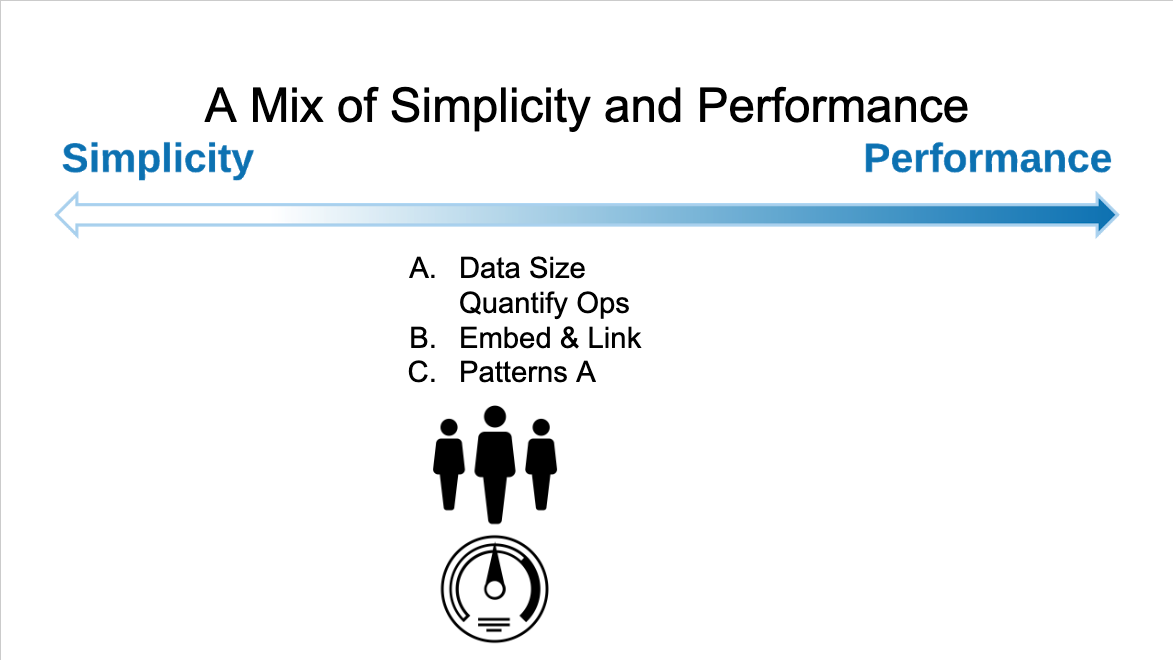 A Mix of Simplicity and Performance
Simplicity
Performance
A. Data Size
Quantify Ops
B. Embed & Link
C. Patterns A